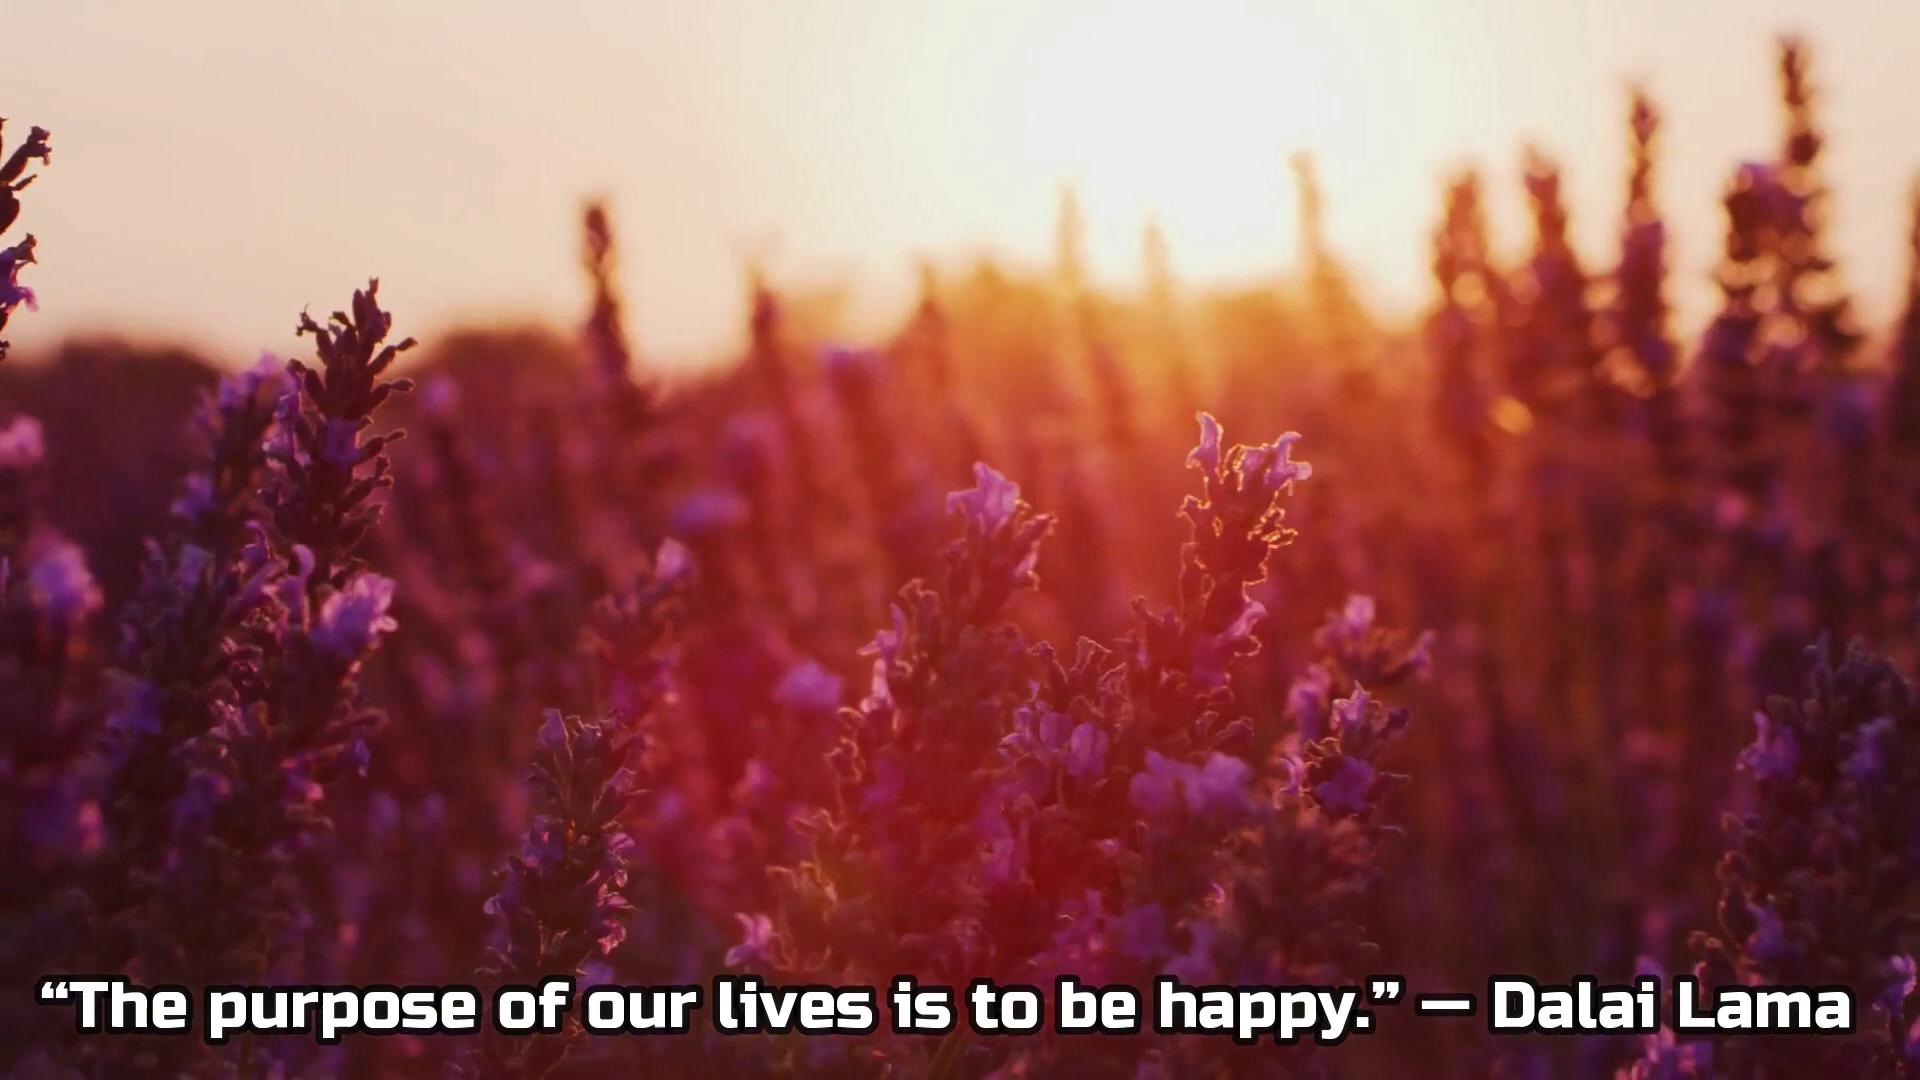 “The purpose of our lives is to be happy.” — Dalai Lama